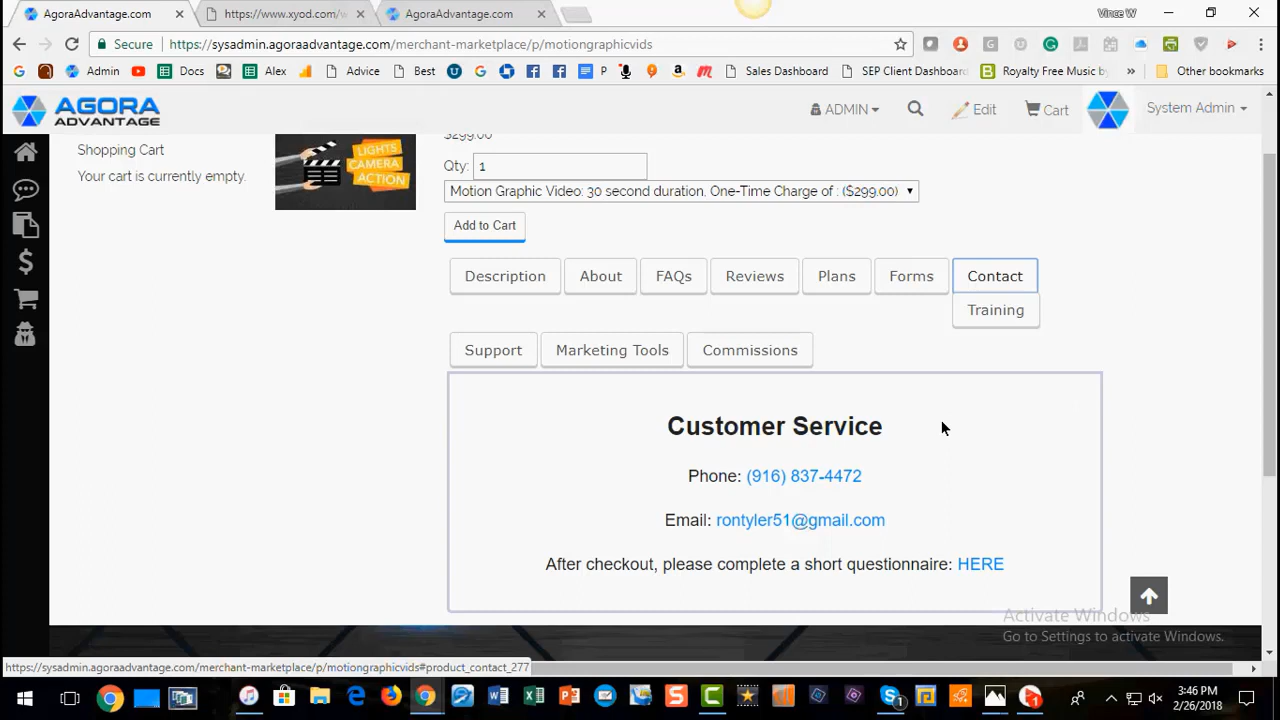 AgoraAdvantage.com
https://www.xyod.com/v
AgoraAdvantage.com
Vince W
Secure https://sysadmin.agoraadvantage.com/merchant-marketplace/p/motiongraphicvids
Admin Docs Alex Advice Best P Sales Dashboard SEP Client Dashboard Royalty Free Music by » Other bookmarks
AGORA
ADVANTAGE
ADMIN Edit Cart System Admin
$299.00
Shopping Cart
Your cart is currently empty.
LIGHTS
CAMERA
ACTION
Qty: 1
Motion Graphic Video: 30 second duration, One-Time Charge of : ($299.00)
Add to Cart
Description About FAQs Reviews Plans Forms Contact
Training
Support Marketing Tools Commissions
Customer Service
Phone: (916) 837-4472
Email: rontyler51@gmail.com
After checkout, please complete a short questionnaire: HERE
Activate Windows
Go to Settings to activate Windows.
https://sysadmin.agoraadvantage.com/merchant-marketplace/p/motiongraphicvids#product_contact_277
3:46 PM
2/26/2018